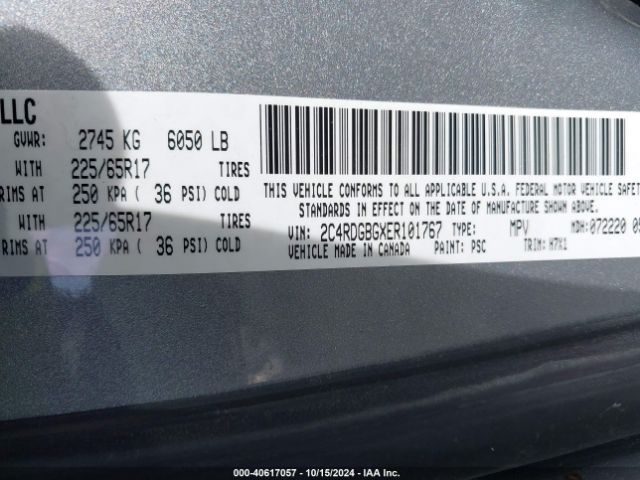 LLC
GVWR: 2745 KG 6050 LB
WITH 225/65R17 TIRES
RIMS AT 250 KPA ( 36 PSI) COLD
WITH 225/65R17 TIRES
RIMS AT 250 KPA ( 36 PSI) COLD
THIS VEHICLE CONFORMS TO ALL APPLICABLE U.S.A. FEDERAL MOTOR VEHICLE SAFETY
STANDARDS IN EFFECT ON THE DATE OF MANUFACTURE SHOWN ABOVE.
VIN: 2C4RDGBGXER101767 TYPE: MPV MDH: 072220
VEHICLE MADE IN CANADA PAINT: PSC TRIM: H7X1
000-40617057 - 10/15/2024 - IAA Inc.